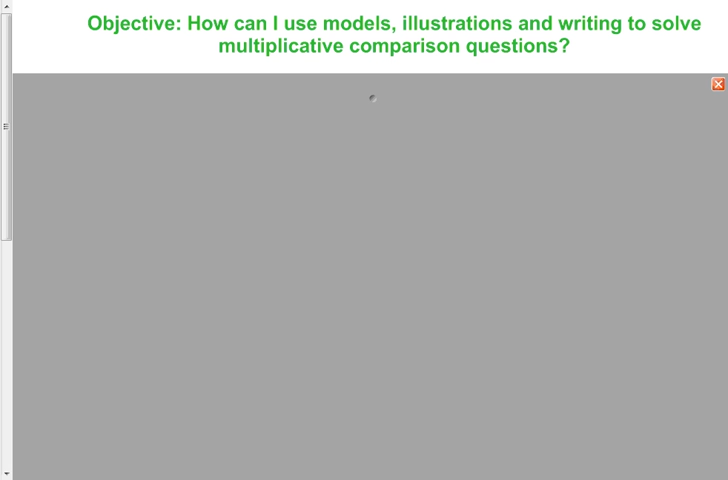 Objective: How can I use models, illustrations and writing to solve
multiplicative comparison questions?